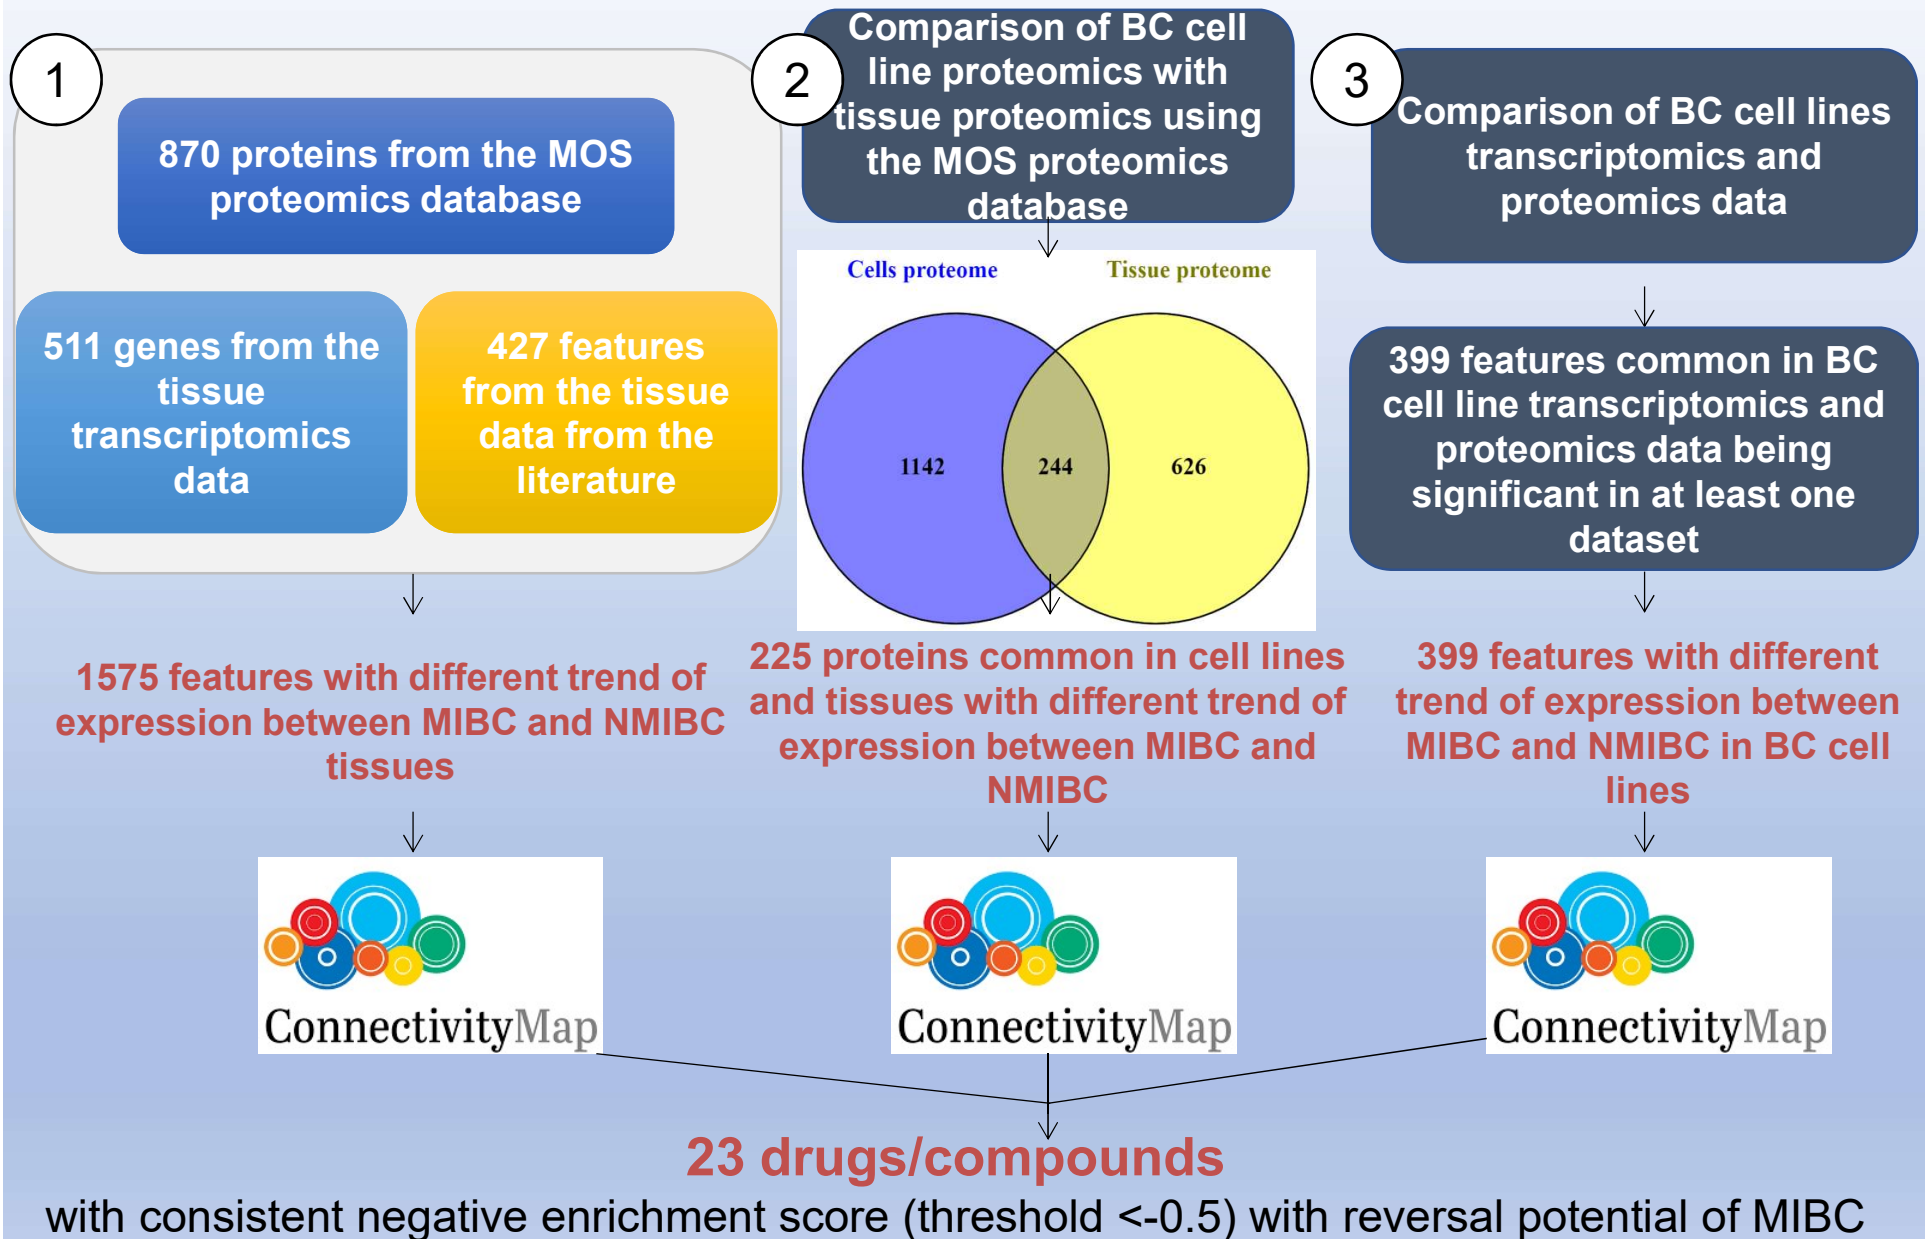 1
870 proteins from the MOS
proteomics database
511 genes from the
tissue
transcriptomics
data
427 features
from the tissue
data from the
literature
1575 features with different trend of
expression between MIBC and NMIBC
tissues
ConnectivityMap
2
Comparison of BC cell
line proteomics with
tissue proteomics using
the MOS proteomics
database
Cells proteome
Tissue proteome
1142
244
626
225 proteins common in cell lines
and tissues with different trend of
expression between MIBC and
NMIBC
ConnectivityMap
3
Comparison of BC cell lines
transcriptomics and
proteomics data
399 features common in BC
cell line transcriptomics and
proteomics data being
significant in at least one
dataset
399 features with different
trend of expression between
MIBC and NMIBC in BC cell
lines
ConnectivityMap
23 drugs/compounds
with consistent negative enrichment score (threshold <-0.5) with reversal potential of MIBC